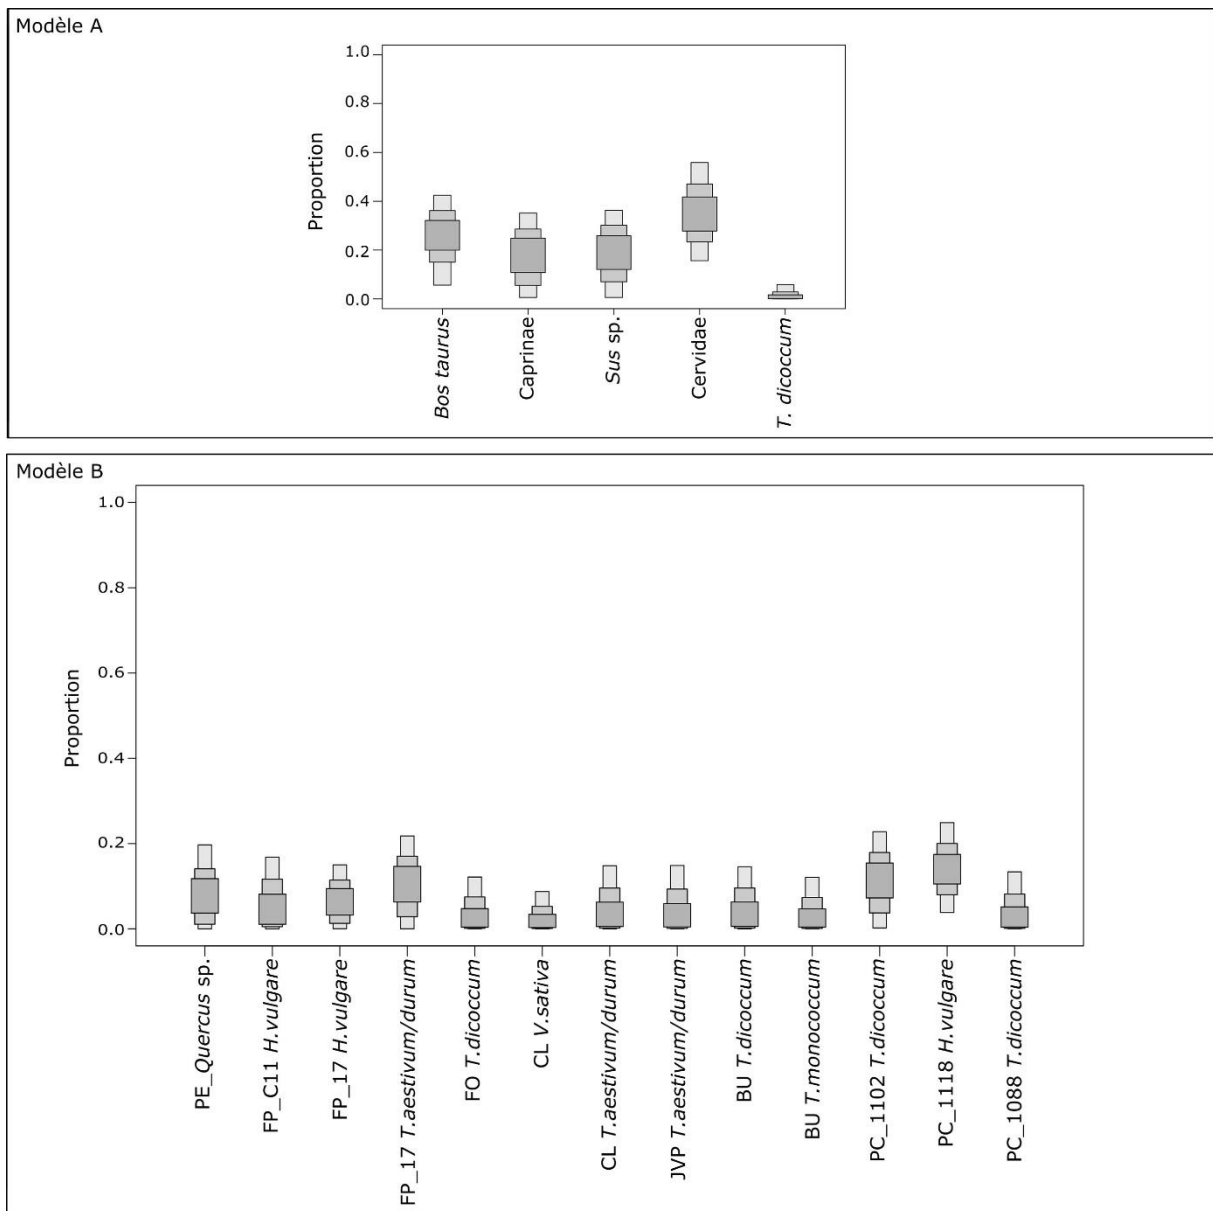 Modèle A
Proportion
1.0
0.8
0.6
0.4
0.2
0.0
Bos taurus
Caprinae
Sus sp.
Cervidae
T. dicoccum
Modèle B
Proportion
1.0
0.8
0.6
0.4
0.2
0.0
PE_Quercus sp.
FP_C11 H.vulgare
FP_17 H.vulgare
FP_17 T.aestivum/durum
FO T.dicoccum
CL V.sativa
CL T.aestivum/durum
JVP T.aestivum/durum
BU T.dicoccum
BU T.monococcum
PC_1102 T.dicoccum
PC_1118 H.vulgare
PC_1088 T.dicoccum